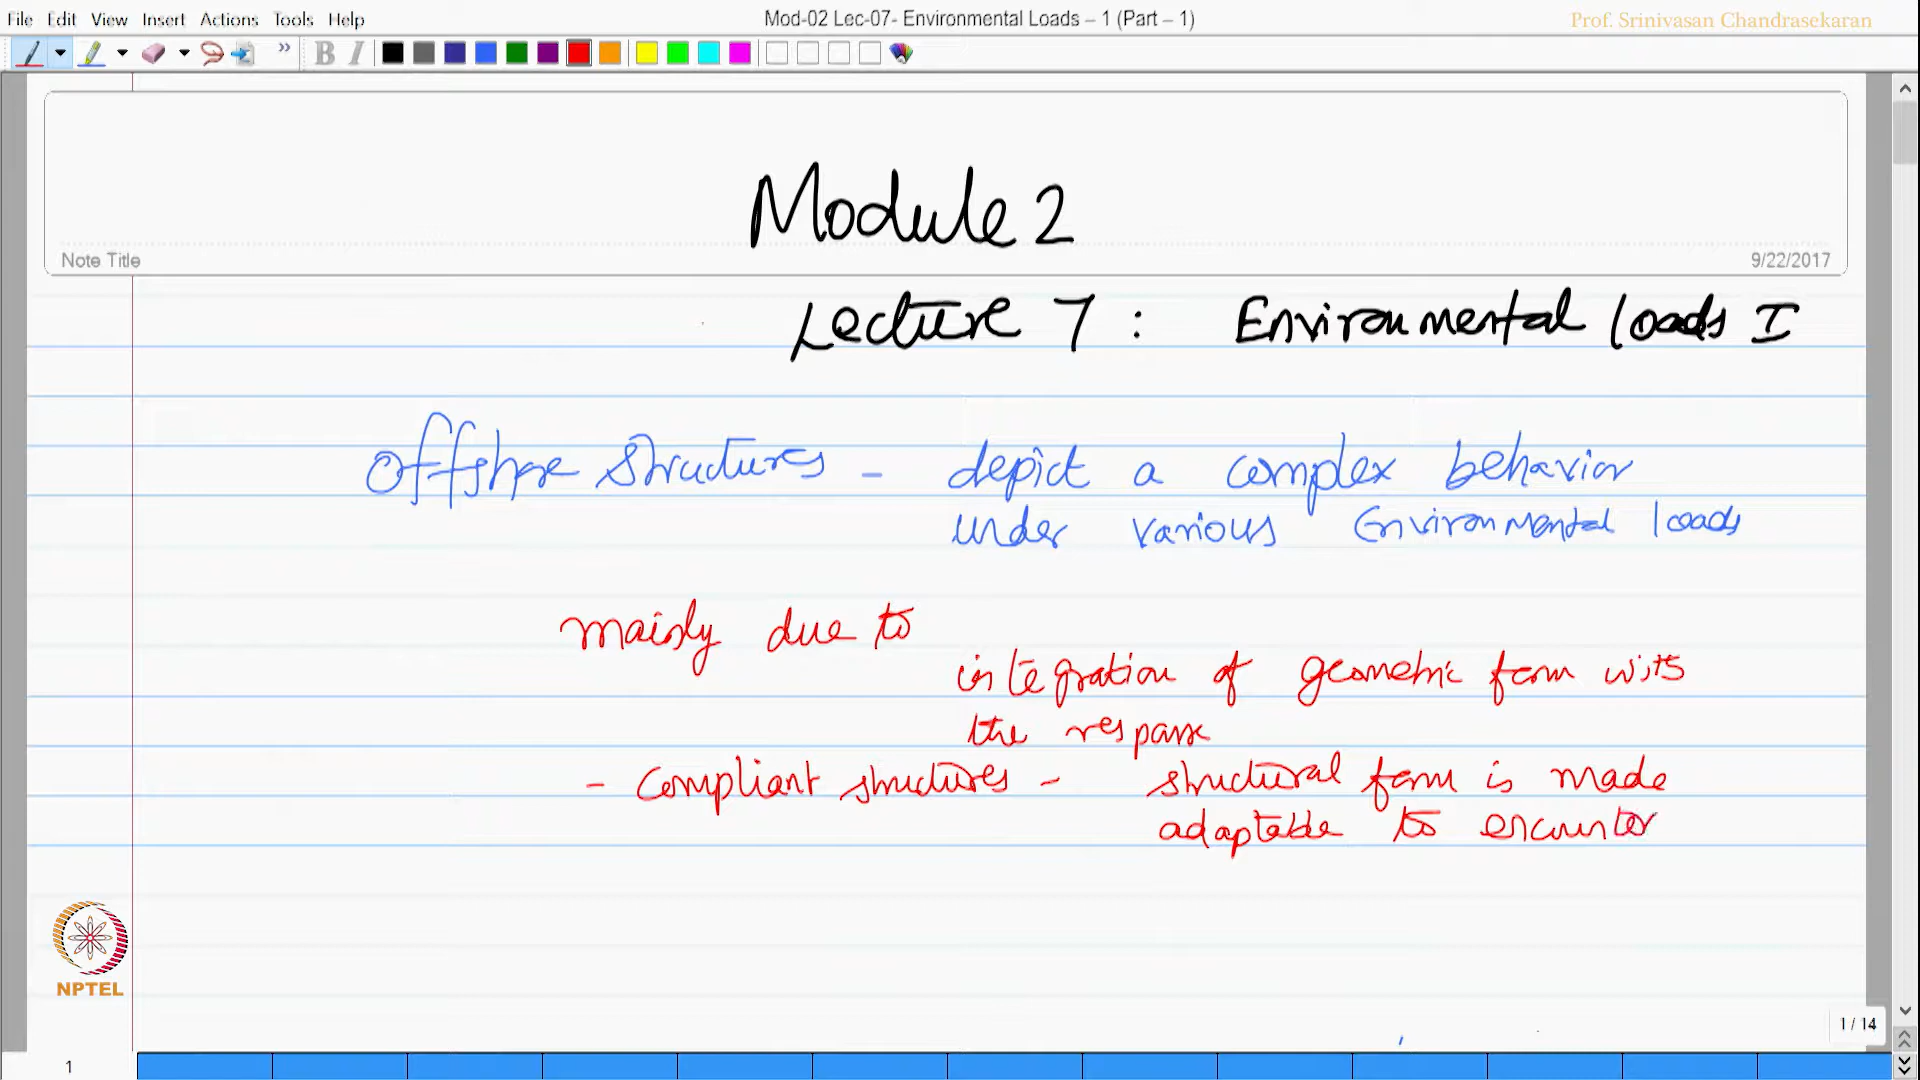 File Edit View Insert Actions Tools Help
Mod-02 Lec-07- Environmental Loads – 1 (Part – 1)
Prof. Srinivasan Chandrasekaran
B I
Module 2
Note Title
9/22/2017
Lecture 7 : Environmental loads I
Offshore structures - depict a complex behavior
under various Environmental loads
mainly due to
integration of geometric form with
the response
- Compliant structures - structural form is made
adaptable to encounter
NPTEL
1 / 14
1